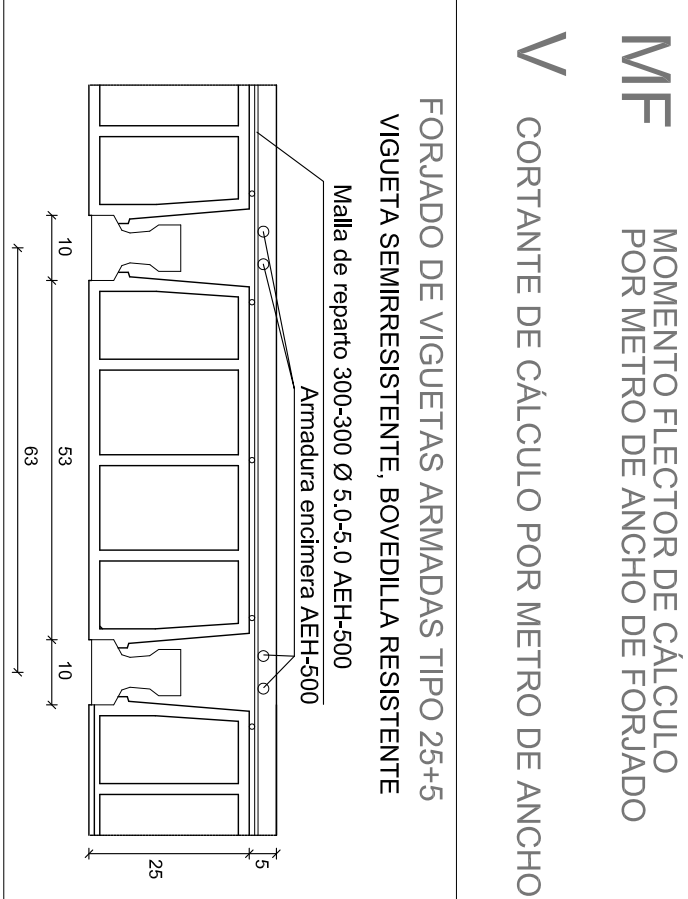 MF
MOMENTO FLECTOR DE CÁLCULO
POR METRO DE ANCHO DE FORJADO
V
CORTANTE DE CÁLCULO POR METRO DE ANCHO
FORJADO DE VIGUETAS ARMADAS TIPO 25+5
VIGUETA SEMIRRESISTENTE, BOVEDILLA RESISTENTE
Malla de reparto 300-300 Ø 5.0-5.0 AEH-500
Armadura encimera AEH-500
5
25
10
53
10
63